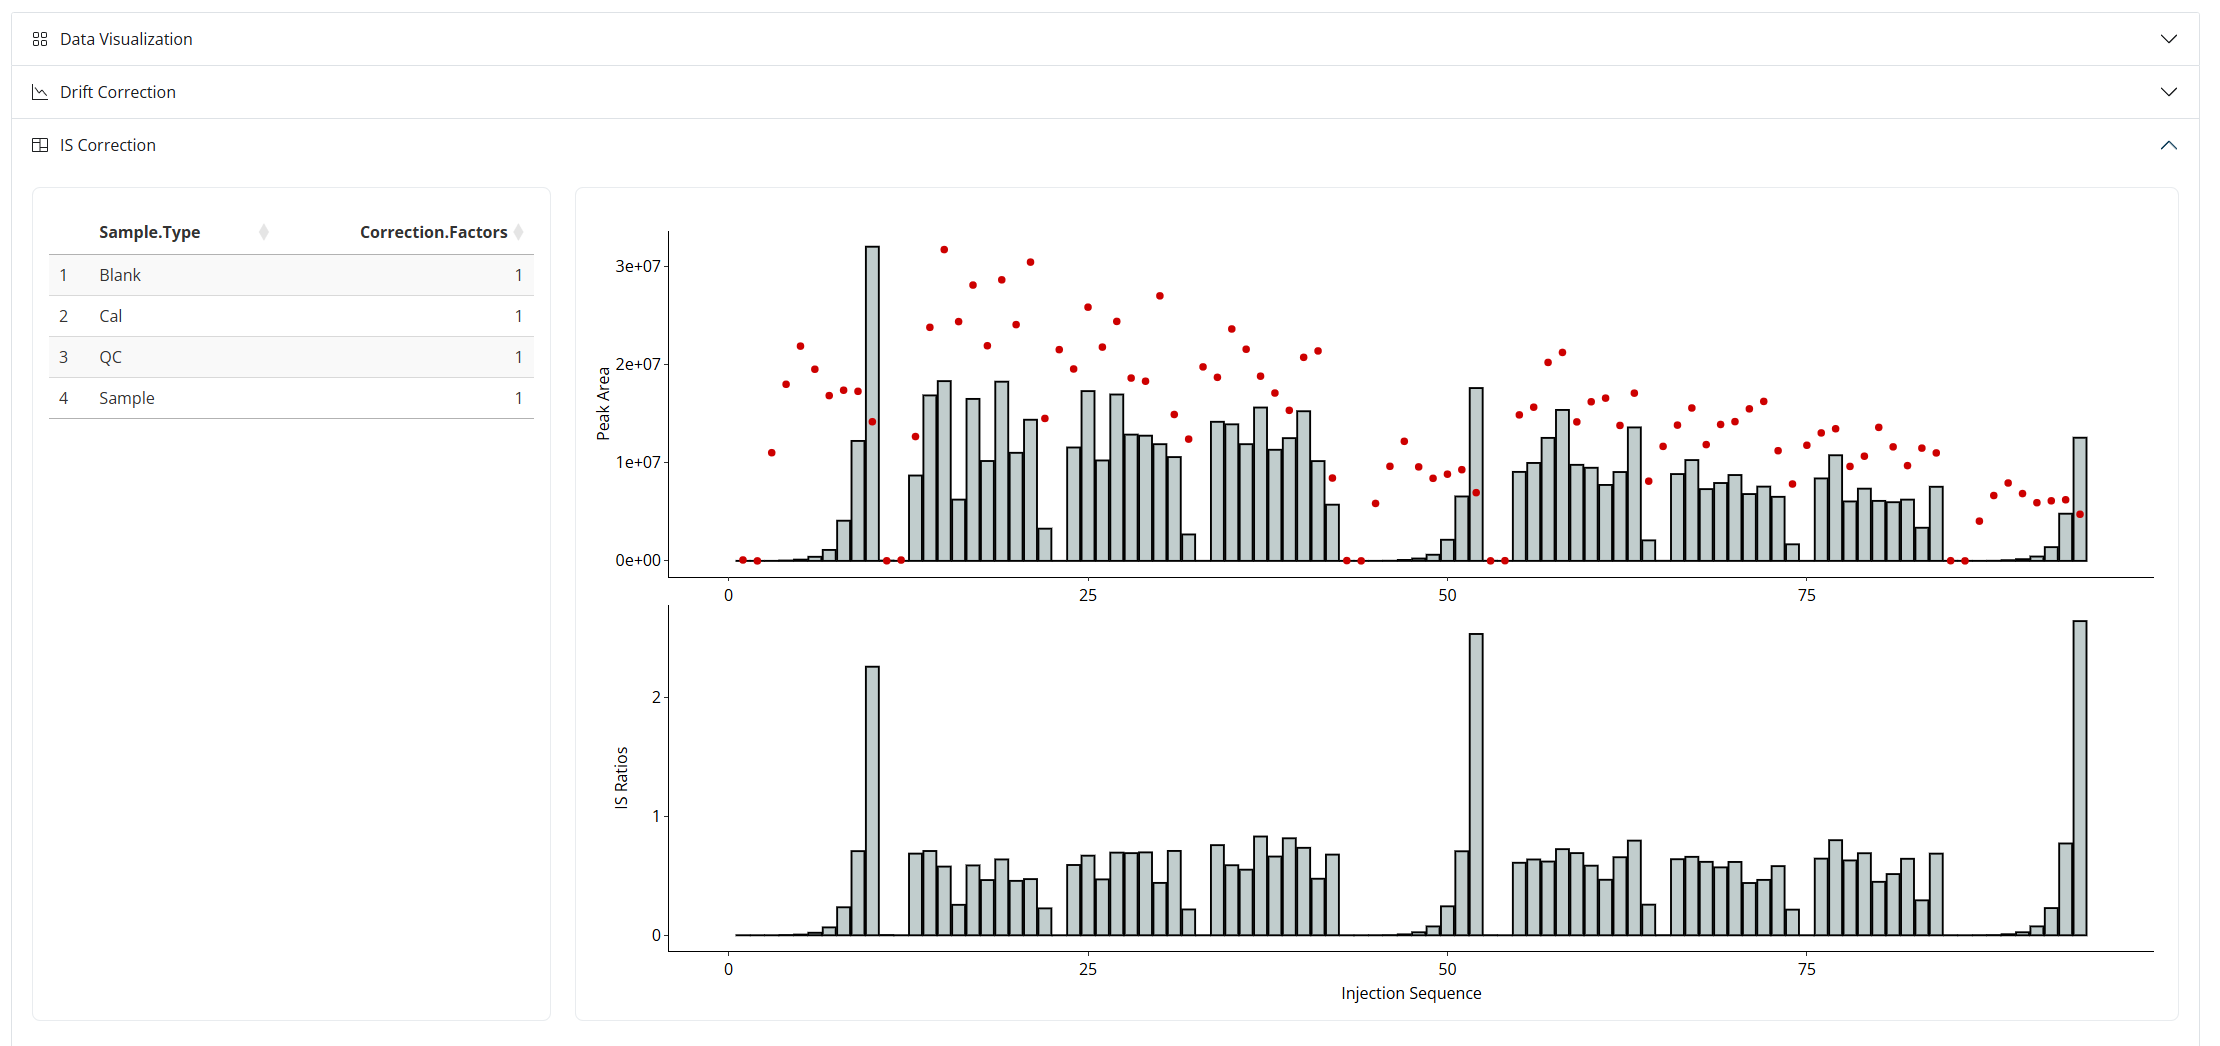 Data Visualization
Drift Correction
IS Correction
Sample.Type Correction.Factors
1 Blank 1
2 Cal 1
3 QC 1
4 Sample 1
Peak Area
3e+07
2e+07
1e+07
0e+00
0 25 50 75
IS Ratios
2
1
0
0 25 50 75
Injection Sequence